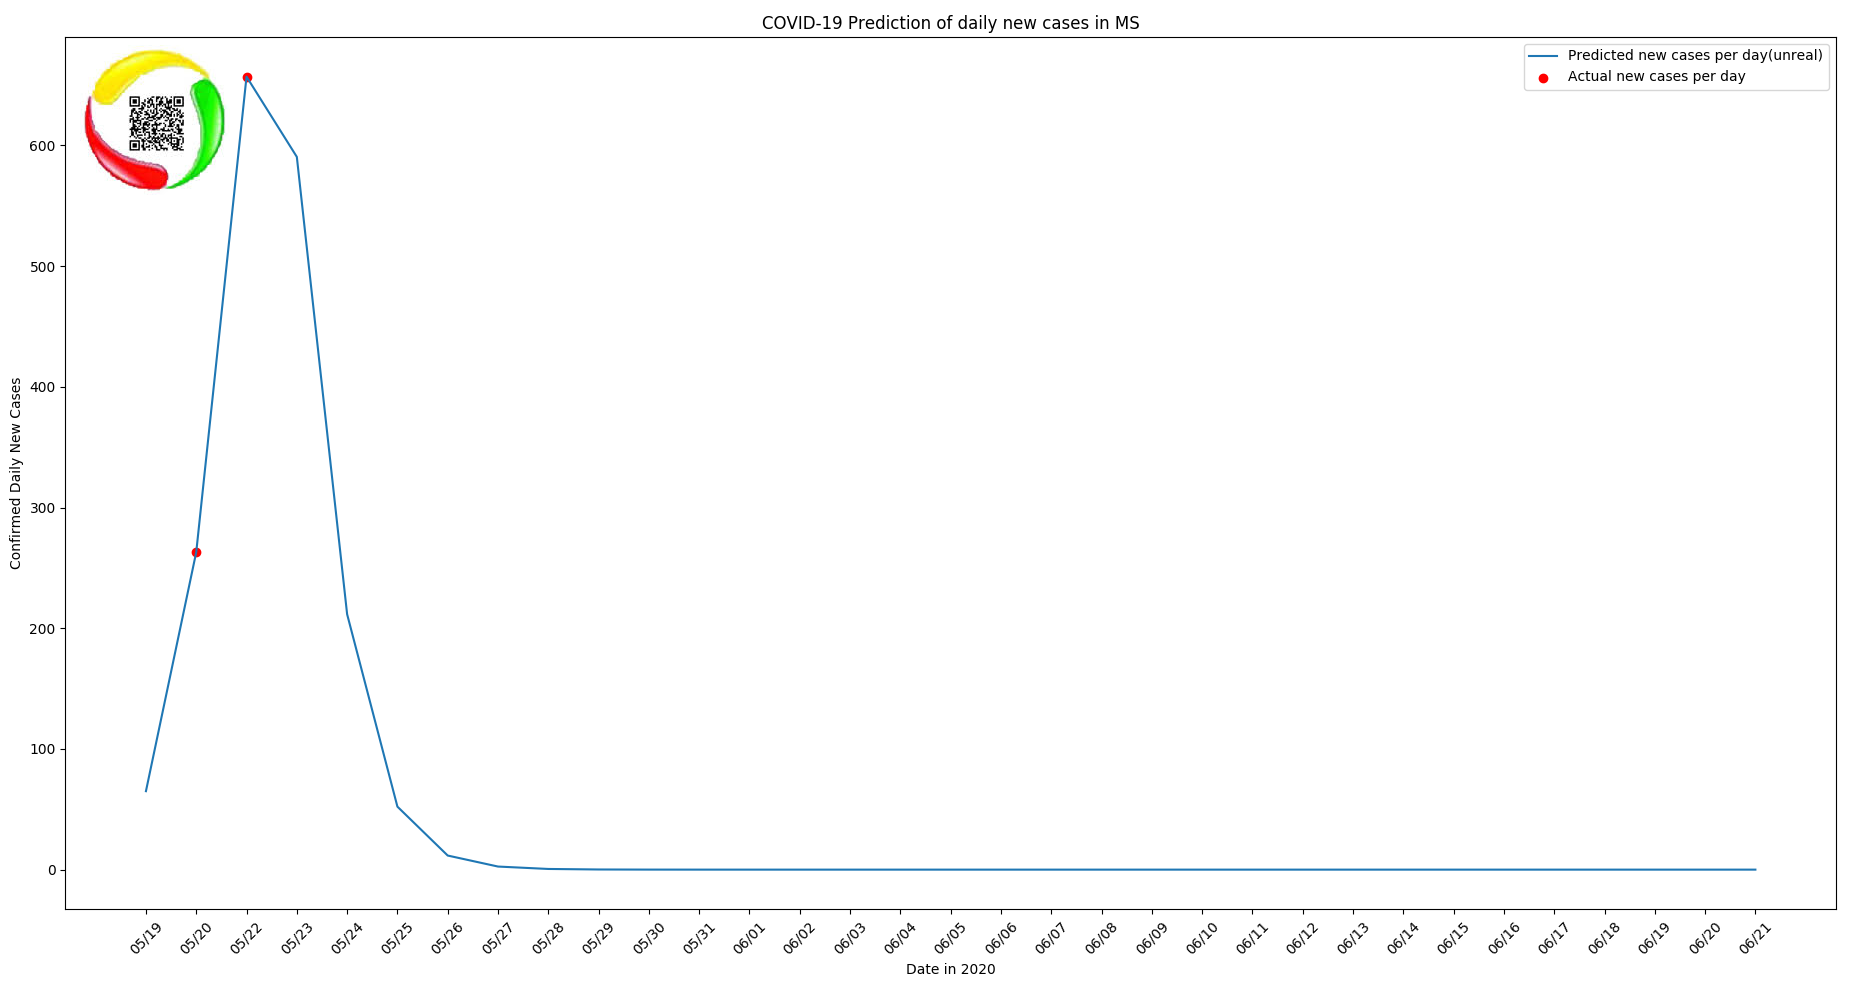 COVID-19 Prediction of daily new cases in MS
Predicted new cases per day(unreal)
Actual new cases per day
Confirmed Daily New Cases
600
500
400
300
200
100
0
05/19 05/20 05/22 05/23 05/24 05/25 05/26 05/27 05/28 05/29 05/30 05/31 06/01 06/02 06/03 06/04 06/05 06/06 06/07 06/08 06/09 06/10 06/11 06/12 06/13 06/14 06/15 06/16 06/17 06/18 06/19 06/20 06/21
Date in 2020